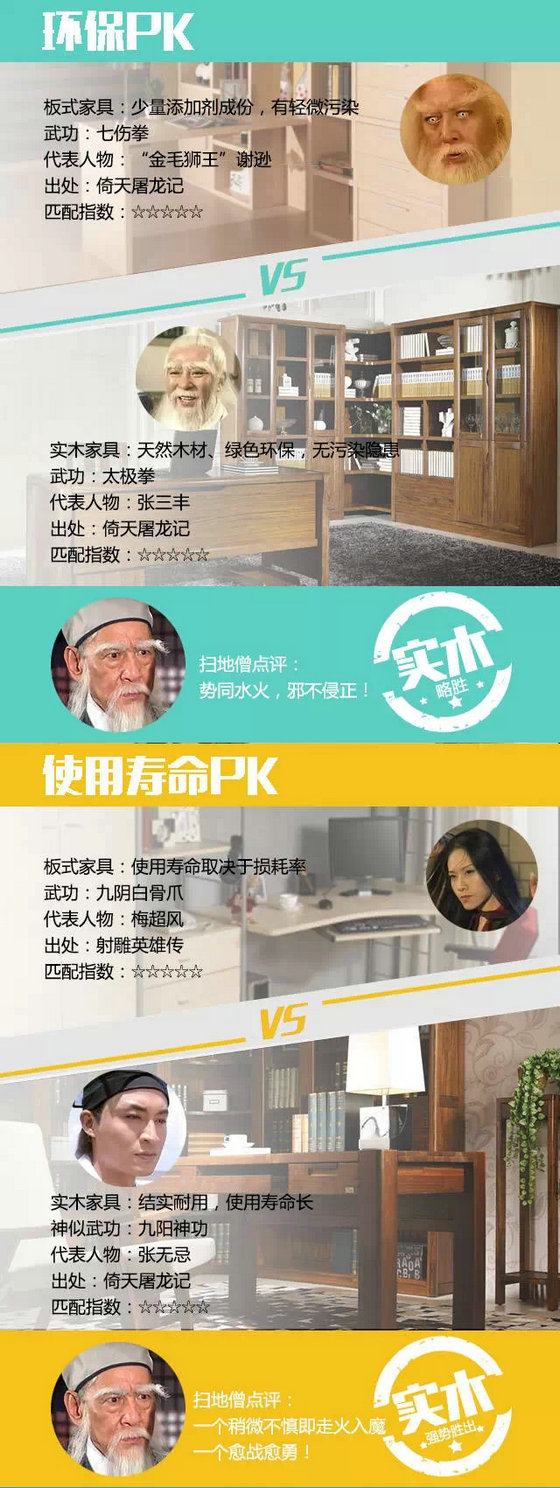 环保PK
板式家具：少量添加剂成份，有轻微污染
武功：七伤拳
代表人物：“金毛狮王”谢逊
出处：倚天屠龙记
匹配指数：☆☆☆☆☆
VS
实木家具：天然木材、绿色环保，无污染隐患
武功：太极拳
代表人物：张三丰
出处：倚天屠龙记
匹配指数：☆☆☆☆☆
扫地僧点评：
势同水火，邪不侵正！
实木
略胜
使用寿命PK
板式家具：使用寿命取决于损耗率
武功：九阴白骨爪
代表人物：梅超风
出处：射雕英雄传
匹配指数：☆☆☆☆☆
VS
实木家具：结实耐用，使用寿命长
神似武功：九阳神功
代表人物：张无忌
出处：倚天屠龙记
匹配指数：☆☆☆☆☆
扫地僧点评：
一个稍微不慎即走火入魔
一个愈战愈勇！
实木
强势胜出